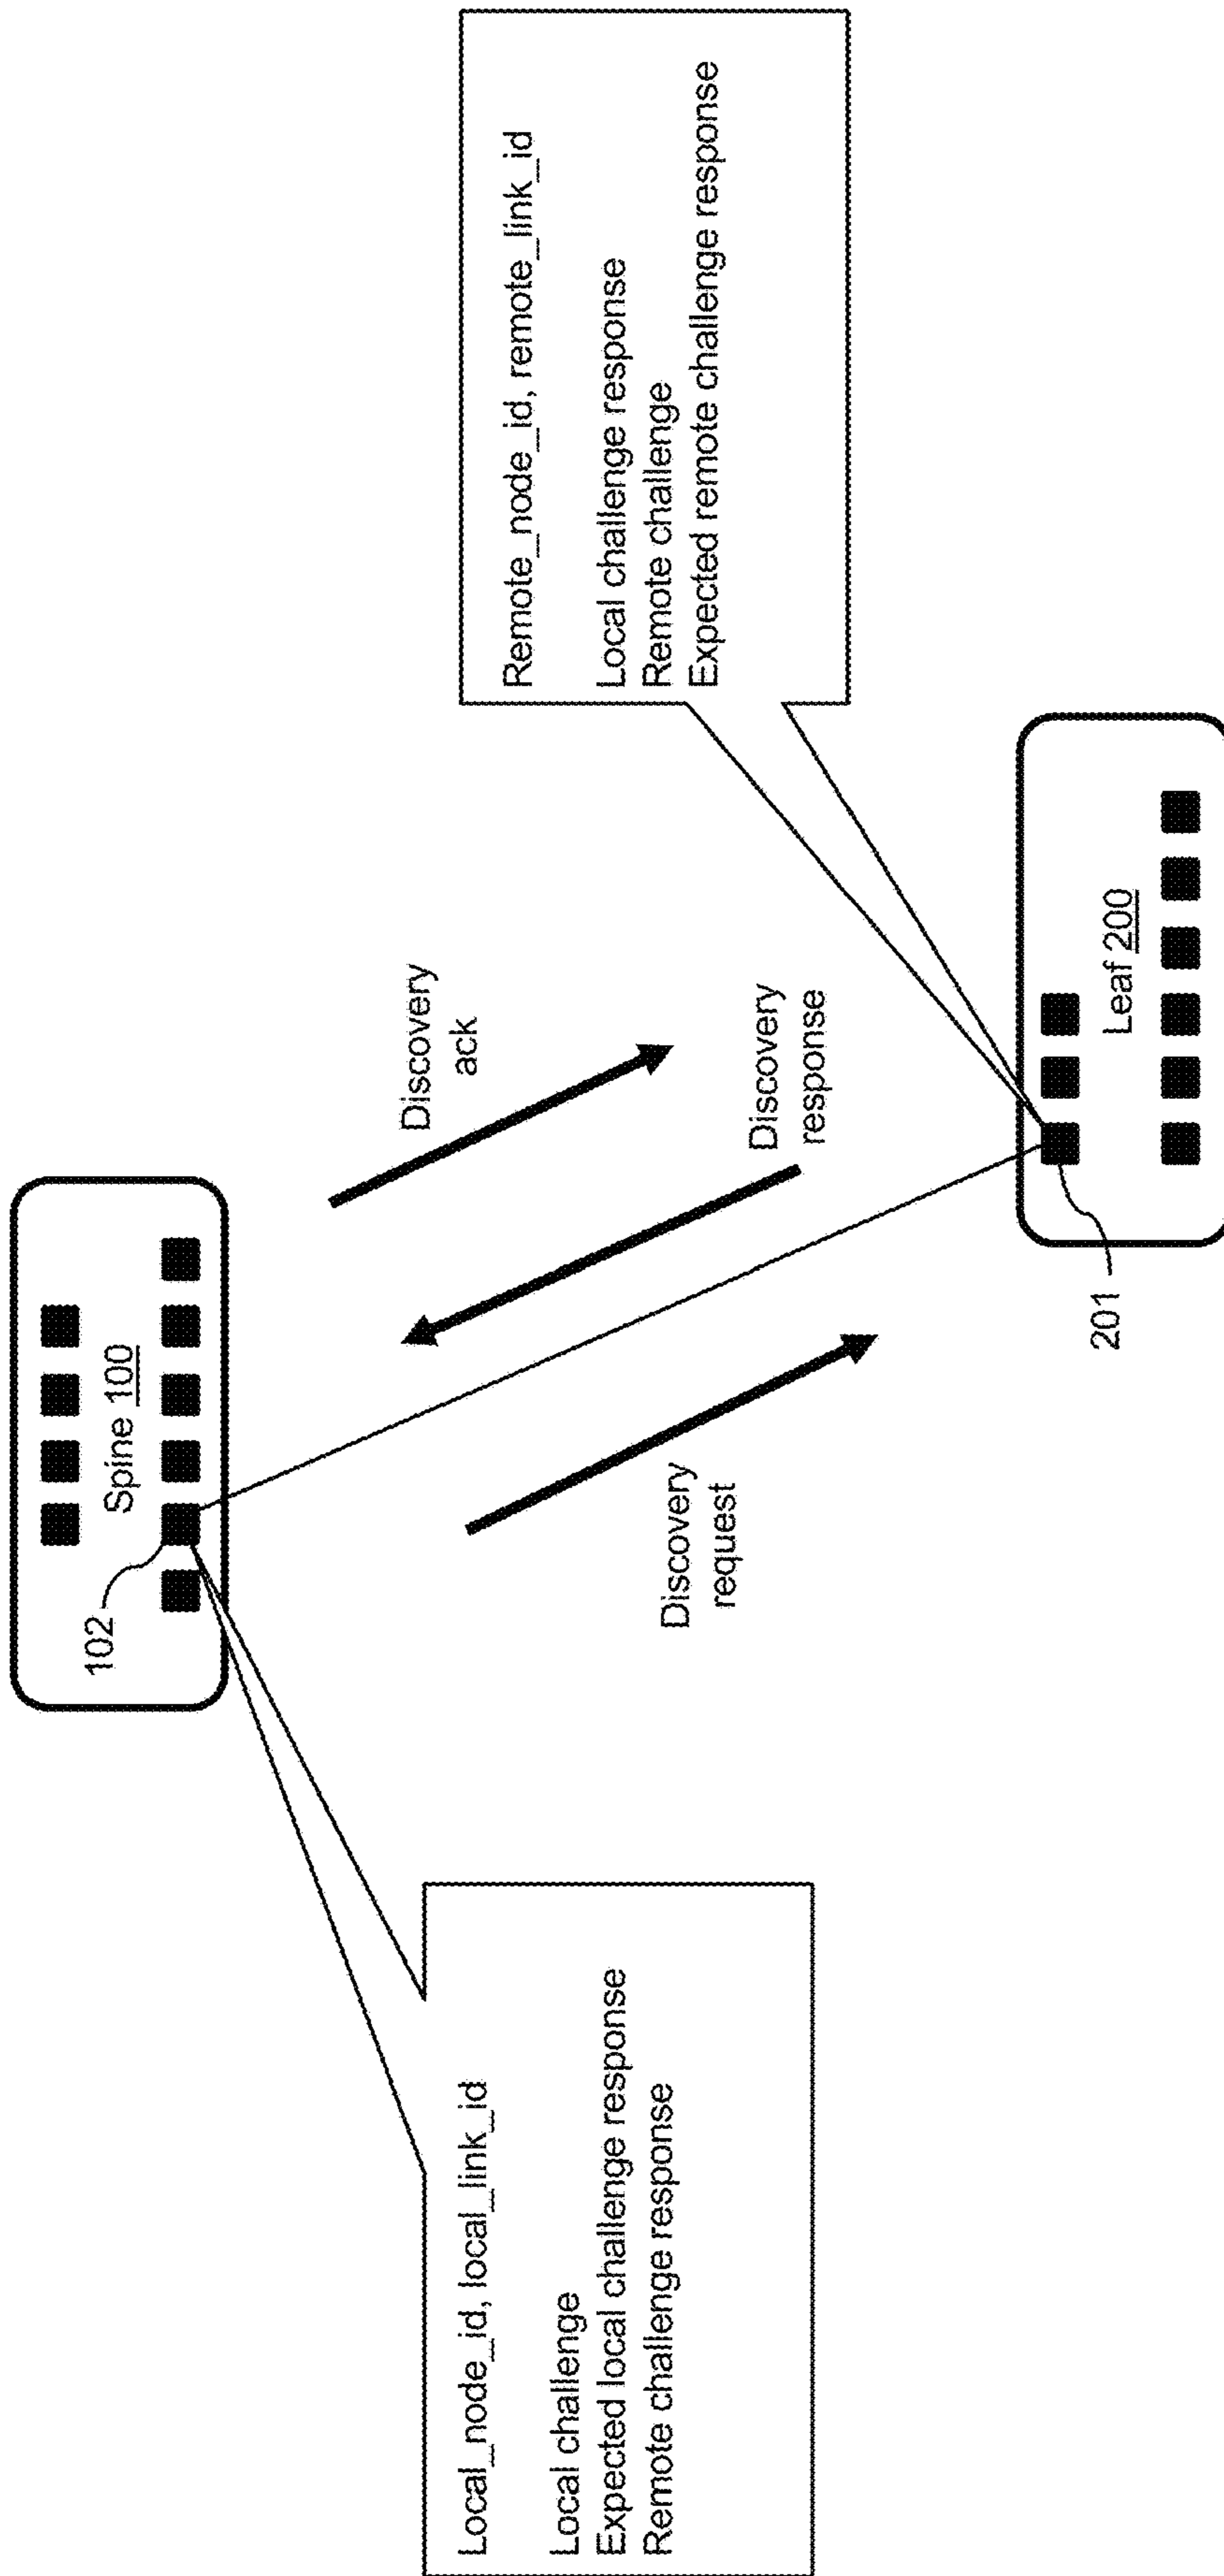 Spine 100
102
Local_node_id, local_link_id
Local challenge
Expected local challenge response
Remote challenge response
Discovery
request
Discovery
response
Discovery
ack
Remote_node_id, remote_link_id
Local challenge response
Remote challenge
Expected remote challenge response
Leaf 200
201